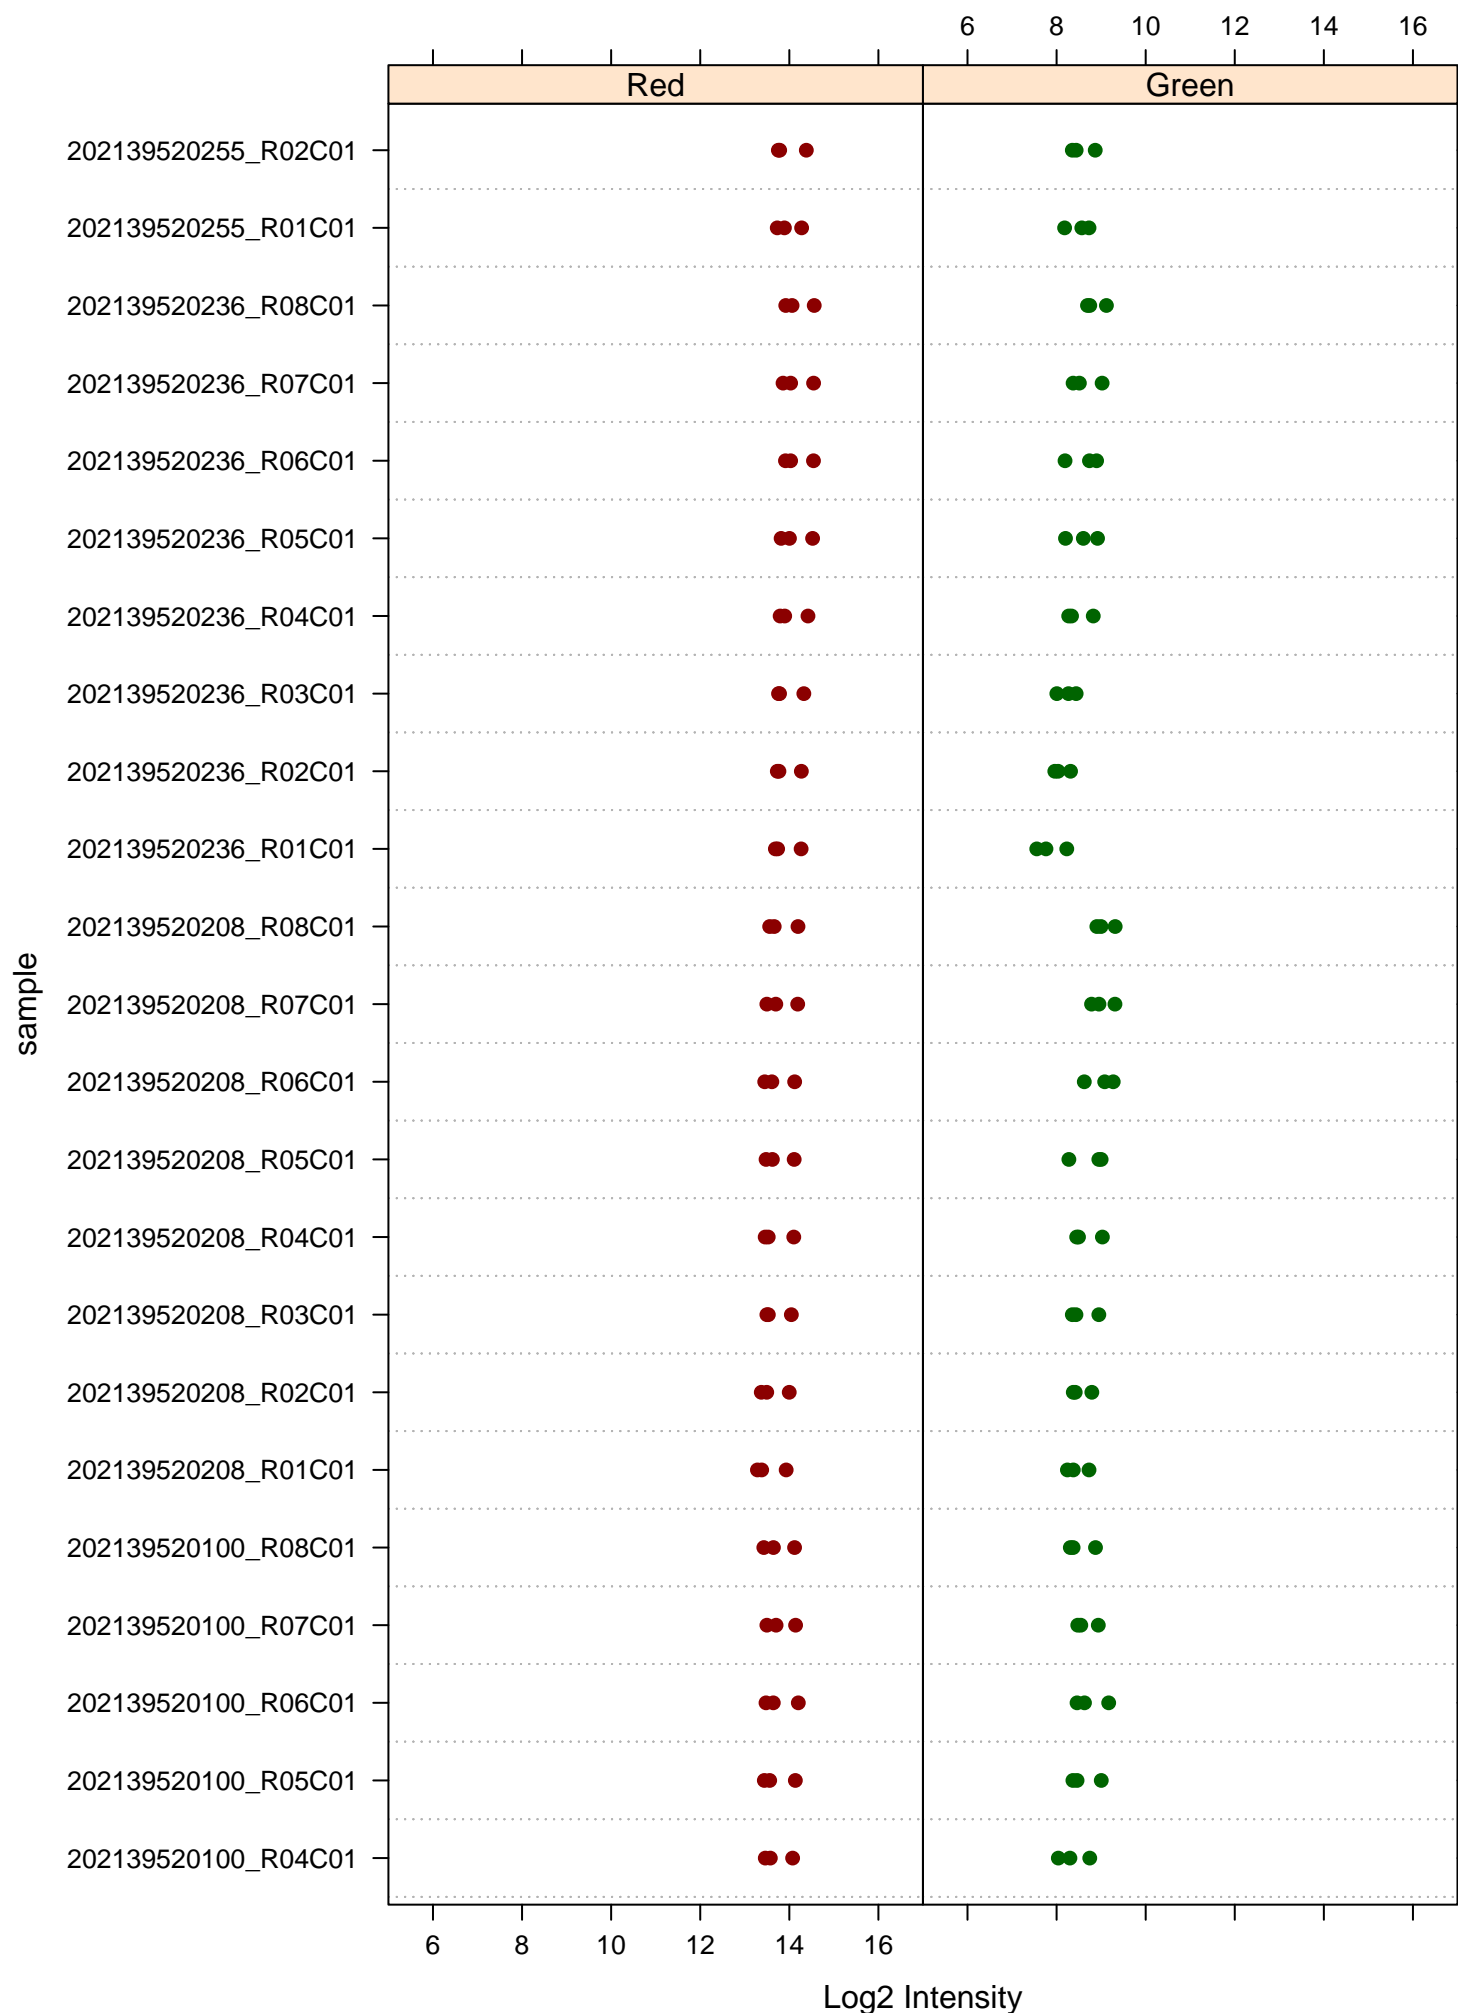 6 8 10 12 14 16
Red Green
202139520255_R02C01
202139520255_R01C01
202139520236_R08C01
202139520236_R07C01
202139520236_R06C01
202139520236_R05C01
202139520236_R04C01
202139520236_R03C01
202139520236_R02C01
202139520236_R01C01
202139520208_R08C01
202139520208_R07C01
202139520208_R06C01
202139520208_R05C01
202139520208_R04C01
202139520208_R03C01
202139520208_R02C01
202139520208_R01C01
202139520100_R08C01
202139520100_R07C01
202139520100_R06C01
202139520100_R05C01
202139520100_R04C01
sample
6 8 10 12 14 16
Log2 Intensity